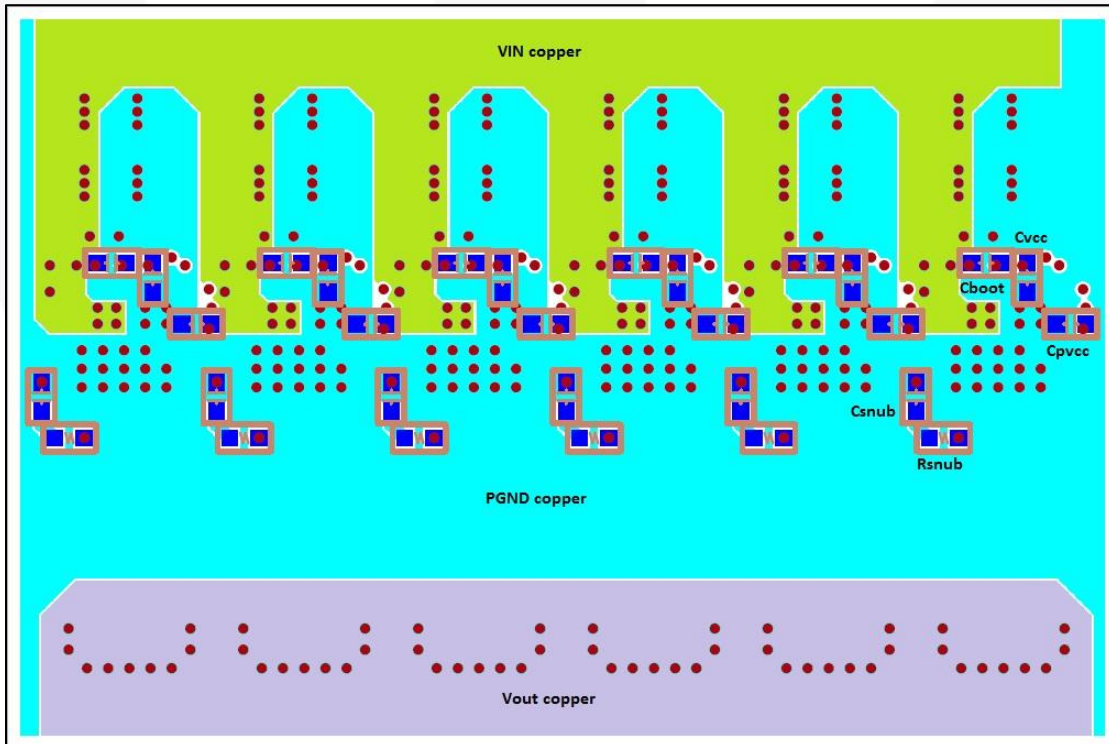 VIN copper
Cvcc
Cboot
Cpvcc
Csnub
Rsnub
PGND copper
Vout copper